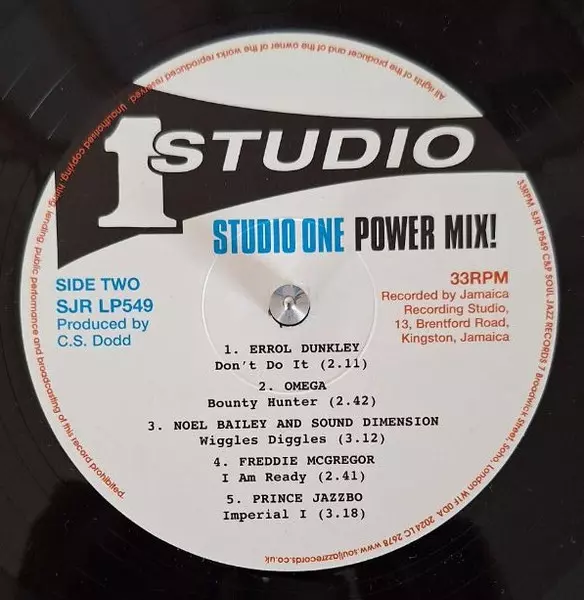 1 STUDIO
STUDIO ONE POWER MIX!
SIDE TWO
SJR LP549
Produced by
C.S. Dodd
33RPM
Recorded by Jamaica
Recording Studio,
13, Brentford Road,
Kingston, Jamaica
1. ERROL DUNKLEY
Don't Do It (2.11)
2. OMEGA
Bounty Hunter (2.42)
3. NOEL BAILEY AND SOUND DIMENSION
Wiggles Diggles (3.12)
4. FREDDIE MCGREGOR
I Am Ready (2.41)
5. PRINCE JAZZBO
Imperial I (3.18)
All rights of the producer and of the owner of the works reproduced reserved. Unauthorised copying, hiring, lending, public performance and broadcasting of this record prohibited.
33RPM SJR LP549 C&P SOUL JAZZ RECORDS 7 Broadwick Street, Soho, London W1F 0DA 2024 LC 2678 www.souljazzrecords.co.uk